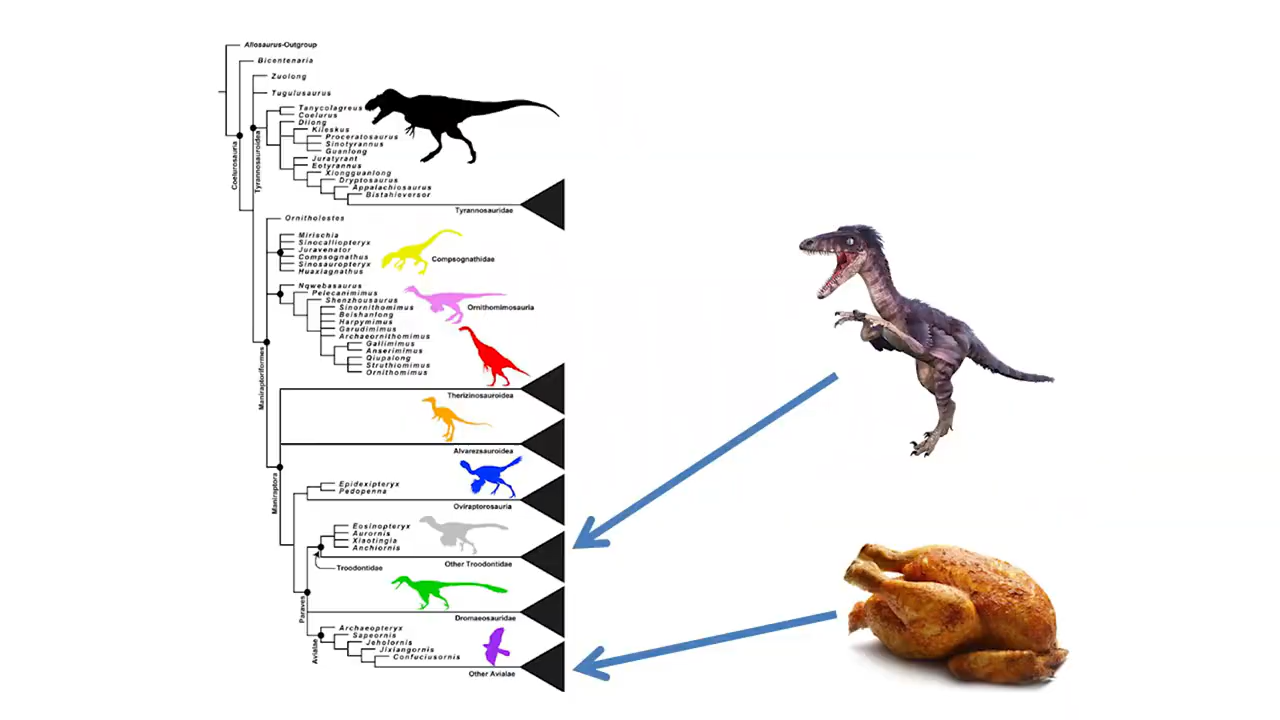 Allosaurus-Outgroup
Bicentenaria
Zuolong
Tugulusaurus
Tanycolagreus
Coelurus
Dilong
Kileskus
Proceratosaurus
Sinotyrannus
Guanlong
Juratyrant
Eotyrannus
Xiongguanlong
Dryptosaurus
Appalachiosaurus
Bistahieversor
Tyrannosauridae
Tyrannosauroidea
Coelurosauria
Ornitholestes
Mirischia
Sinocalliopteryx
Juravenator
Compsognathus
Sinosauropteryx
Huaxiagnathus
Compsognathidae
Nqwebasaurus
Pelecanimimus
Shenzhousaurus
Sinornithomimus
Beishanlong
Harpymimus
Garudimimus
Archaeornithomimus
Gallimimus
Anserimimus
Qiupalong
Struthiomimus
Ornithomimus
Ornithomimosauria
Maniraptoriformes
Therizinosauroidea
Alvarezsauroidea
Maniraptora
Epidexipteryx
Pedopenna
Oviraptorosauria
Eosinopteryx
Aurornis
Xiaotingia
Anchiornis
Other Troodontidae
Troodontidae
Paraves
Dromaeosauridae
Archaeopteryx
Sapeornis
Jeholornis
Jixiangornis
Confuciusornis
Avialae
Other Avialae